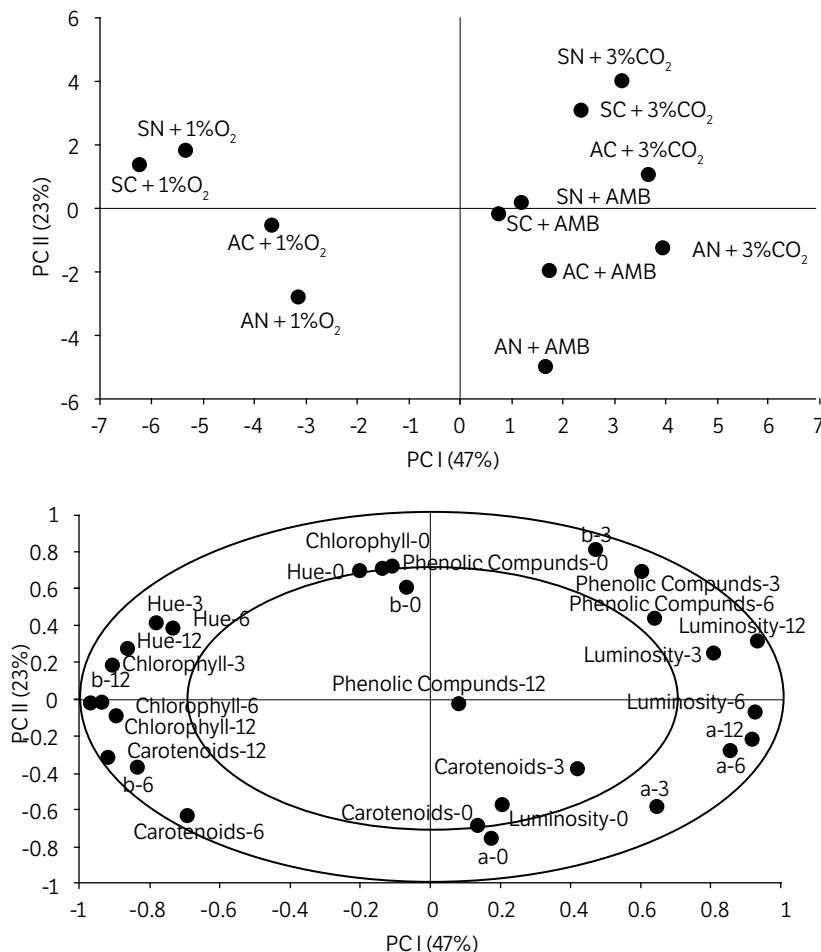 6
4
2
0
-2
-4
-6
PC II (23%)
SN + 3%CO₂
SC + 3%CO₂
SN + 1%O₂
AC + 3%CO₂
SC + 1%O₂
SN + AMB
SC + AMB
AC + 1%O₂
AN + 3%CO₂
AC + AMB
AN + 1%O₂
AN + AMB
-7 -6 -5 -4 -3 -2 -1 0 1 2 3 4 5 6 7
PC I (47%)
1
0.8
0.6
0.4
0.2
0
-0.2
-0.4
-0.6
-0.8
-1
PC II (23%)
b-3
Chlorophyll-0
Phenolic Compunds-0
Hue-0
Phenolic Compunds-3
b-0
Hue-3
Phenolic Compunds-6
Hue-6
Luminosity-12
Hue-12
Luminosity-3
Chlorophyll-3
b-12
Phenolic Compunds-12
Chlorophyll-6
Luminosity-6
Chlorophyll-12
a-12
Carotenoids-12
a-6
Carotenoids-3
b-6
a-3
Carotenoids-0
Luminosity-0
Carotenoids-6
a-0
-1 -0.8 -0.6 -0.4 -0.2 0 0.2 0.4 0.6 0.8 1
PC I (47%)